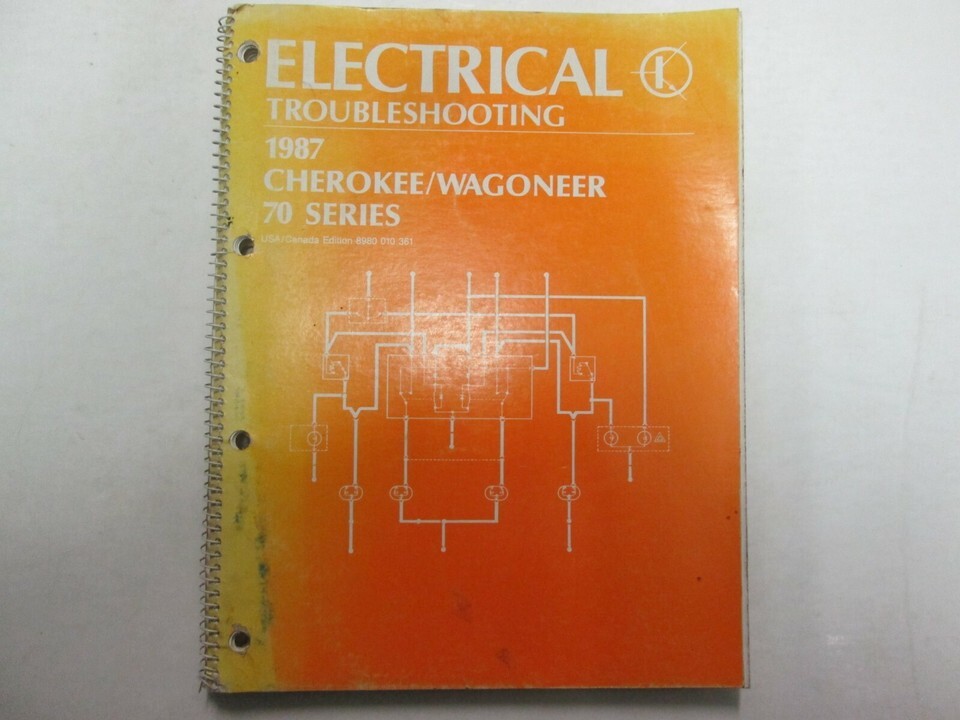 ELECTRICAL
TROUBLESHOOTING
1987
CHEROKEE/WAGONEER
70 SERIES
USA/Canada Edition 8980 010 361